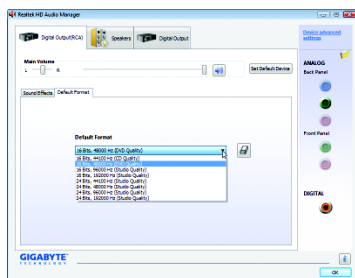 Realtek HD Audio Manager
Digital Output(RCA)
Speakers
Digital Output
Device advanced settings
Main Volume
L
R
Set Default Device
ANALOG
Back Panel
Sound Effects
Default Format
Default Format
16 Bits, 48000 Hz (DVD Quality)
16 Bits, 44100 Hz (CD Quality)
16 Bits, 48000 Hz (DVD Quality)
16 Bits, 96000 Hz (Studio Quality)
16 Bits, 192000 Hz (Studio Quality)
24 Bits, 44100 Hz (Studio Quality)
24 Bits, 48000 Hz (Studio Quality)
24 Bits, 96000 Hz (Studio Quality)
24 Bits, 192000 Hz (Studio Quality)
Front Panel
DIGITAL
GIGABYTE
TECHNOLOGY
i
OK